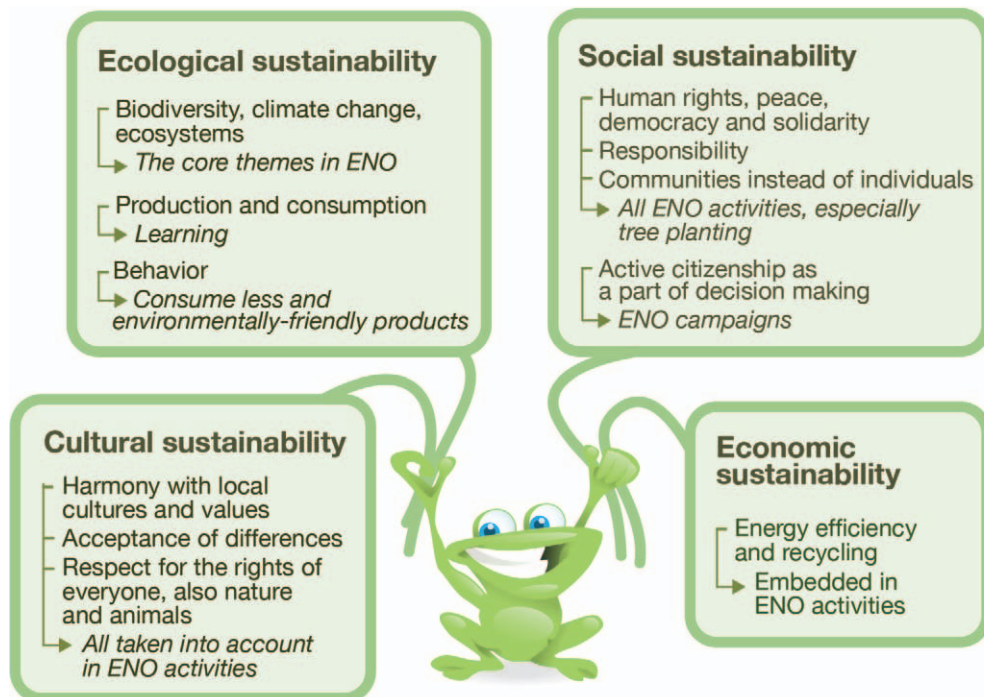 Ecological sustainability
Biodiversity, climate change,
ecosystems
The core themes in ENO
Production and consumption
Learning
Behavior
Consume less and
environmentally-friendly products
Social sustainability
Human rights, peace,
democracy and solidarity
Responsibility
Communities instead of individuals
All ENO activities, especially
tree planting
Active citizenship as
a part of decision making
ENO campaigns
Cultural sustainability
Harmony with local
cultures and values
Acceptance of differences
Respect for the rights of
everyone, also nature
and animals
All taken into account
in ENO activities
Economic
sustainability
Energy efficiency
and recycling
Embedded in
ENO activities